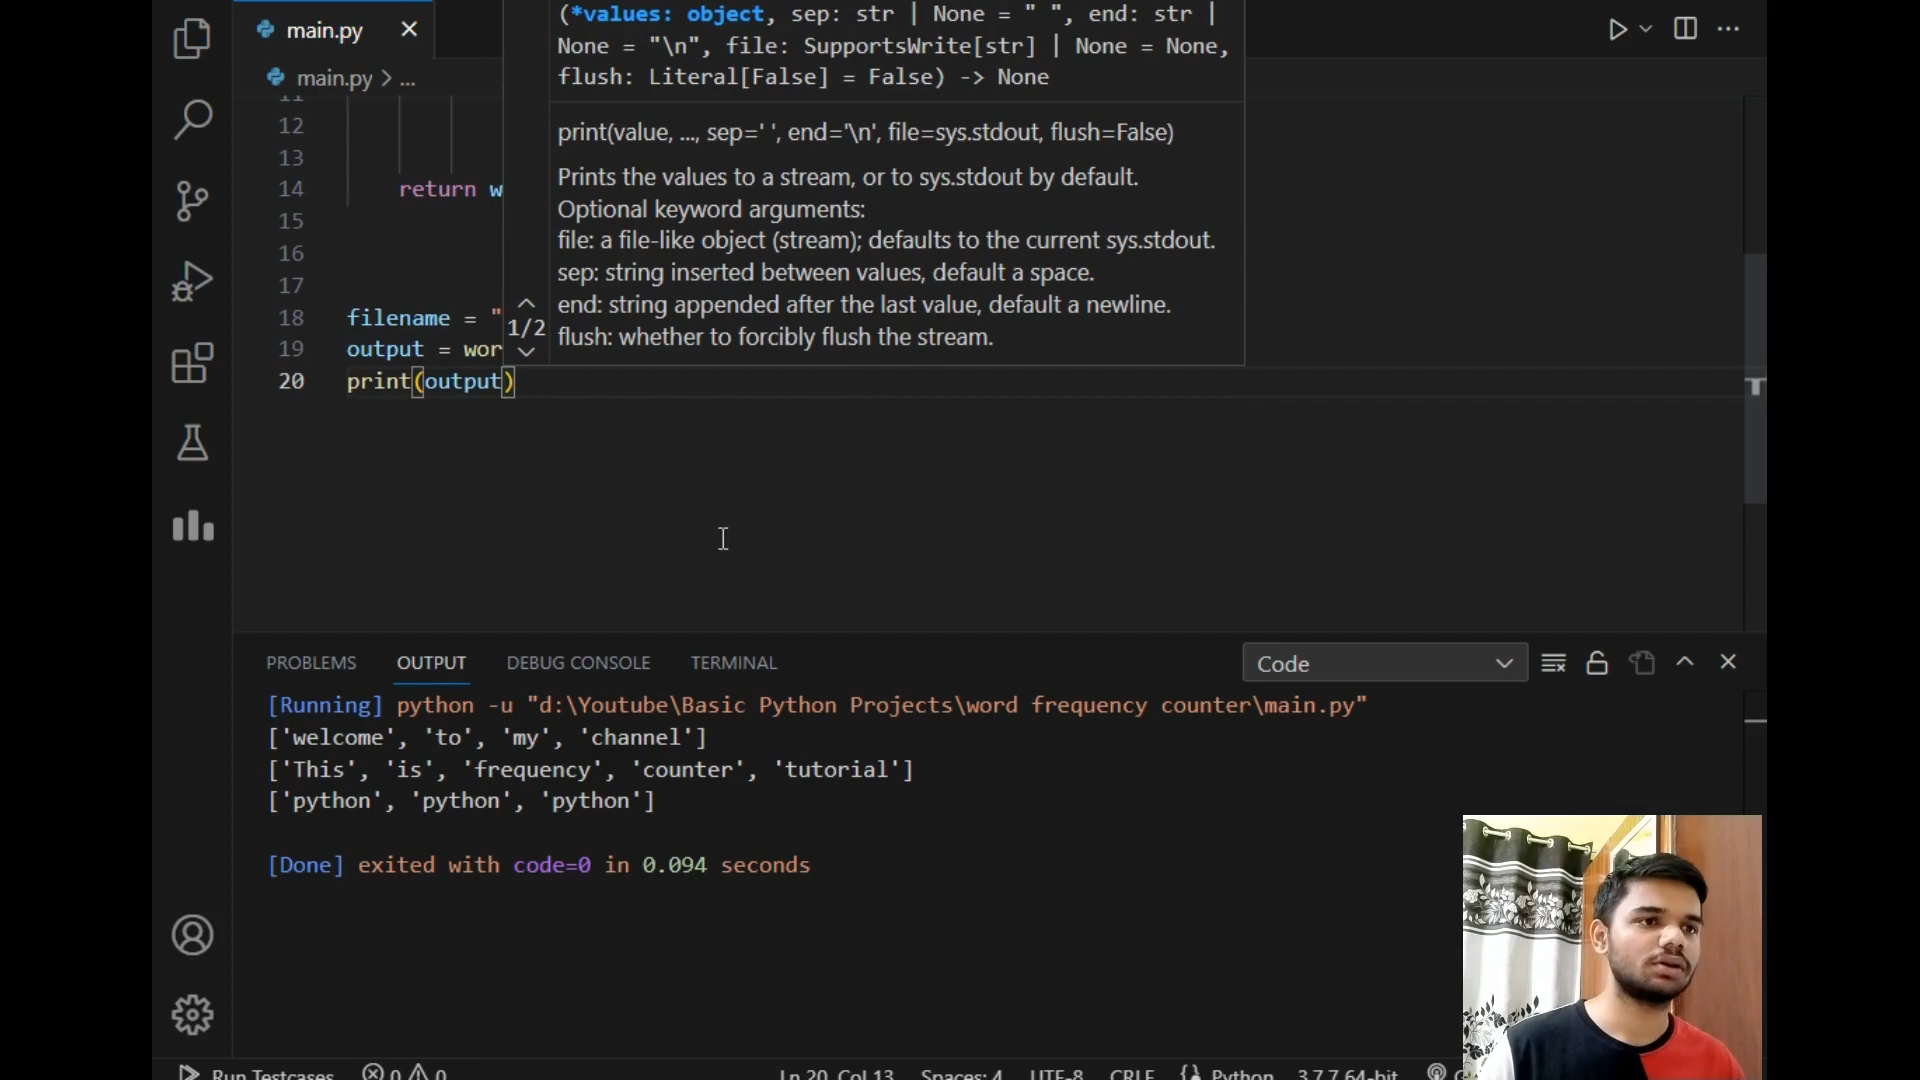 main.py
(*values: object, sep: str | None = " ", end: str |
None = "\n", file: SupportsWrite[str] | None = None,
flush: Literal[False] = False) -> None
main.py > ...
print(value, ..., sep=' ', end='\n', file=sys.stdout, flush=False)
Prints the values to a stream, or to sys.stdout by default.
Optional keyword arguments:
file: a file-like object (stream); defaults to the current sys.stdout.
sep: string inserted between values, default a space.
end: string appended after the last value, default a newline.
flush: whether to forcibly flush the stream.
1/2
11
12
13
14 return w
15
16
17
18 filename = "
19 output = wor
20 print(output)
PROBLEMS OUTPUT DEBUG CONSOLE TERMINAL Code
[Running] python -u "d:\Youtube\Basic Python Projects\word frequency counter\main.py"
['welcome', 'to', 'my', 'channel']
['This', 'is', 'frequency', 'counter', 'tutorial']
['python', 'python', 'python']
[Done] exited with code=0 in 0.094 seconds
Run Testcases 0 0 Ln 20, Col 13 Spaces: 4 UTF-8 CRLF Python 3.7.7 64-bit